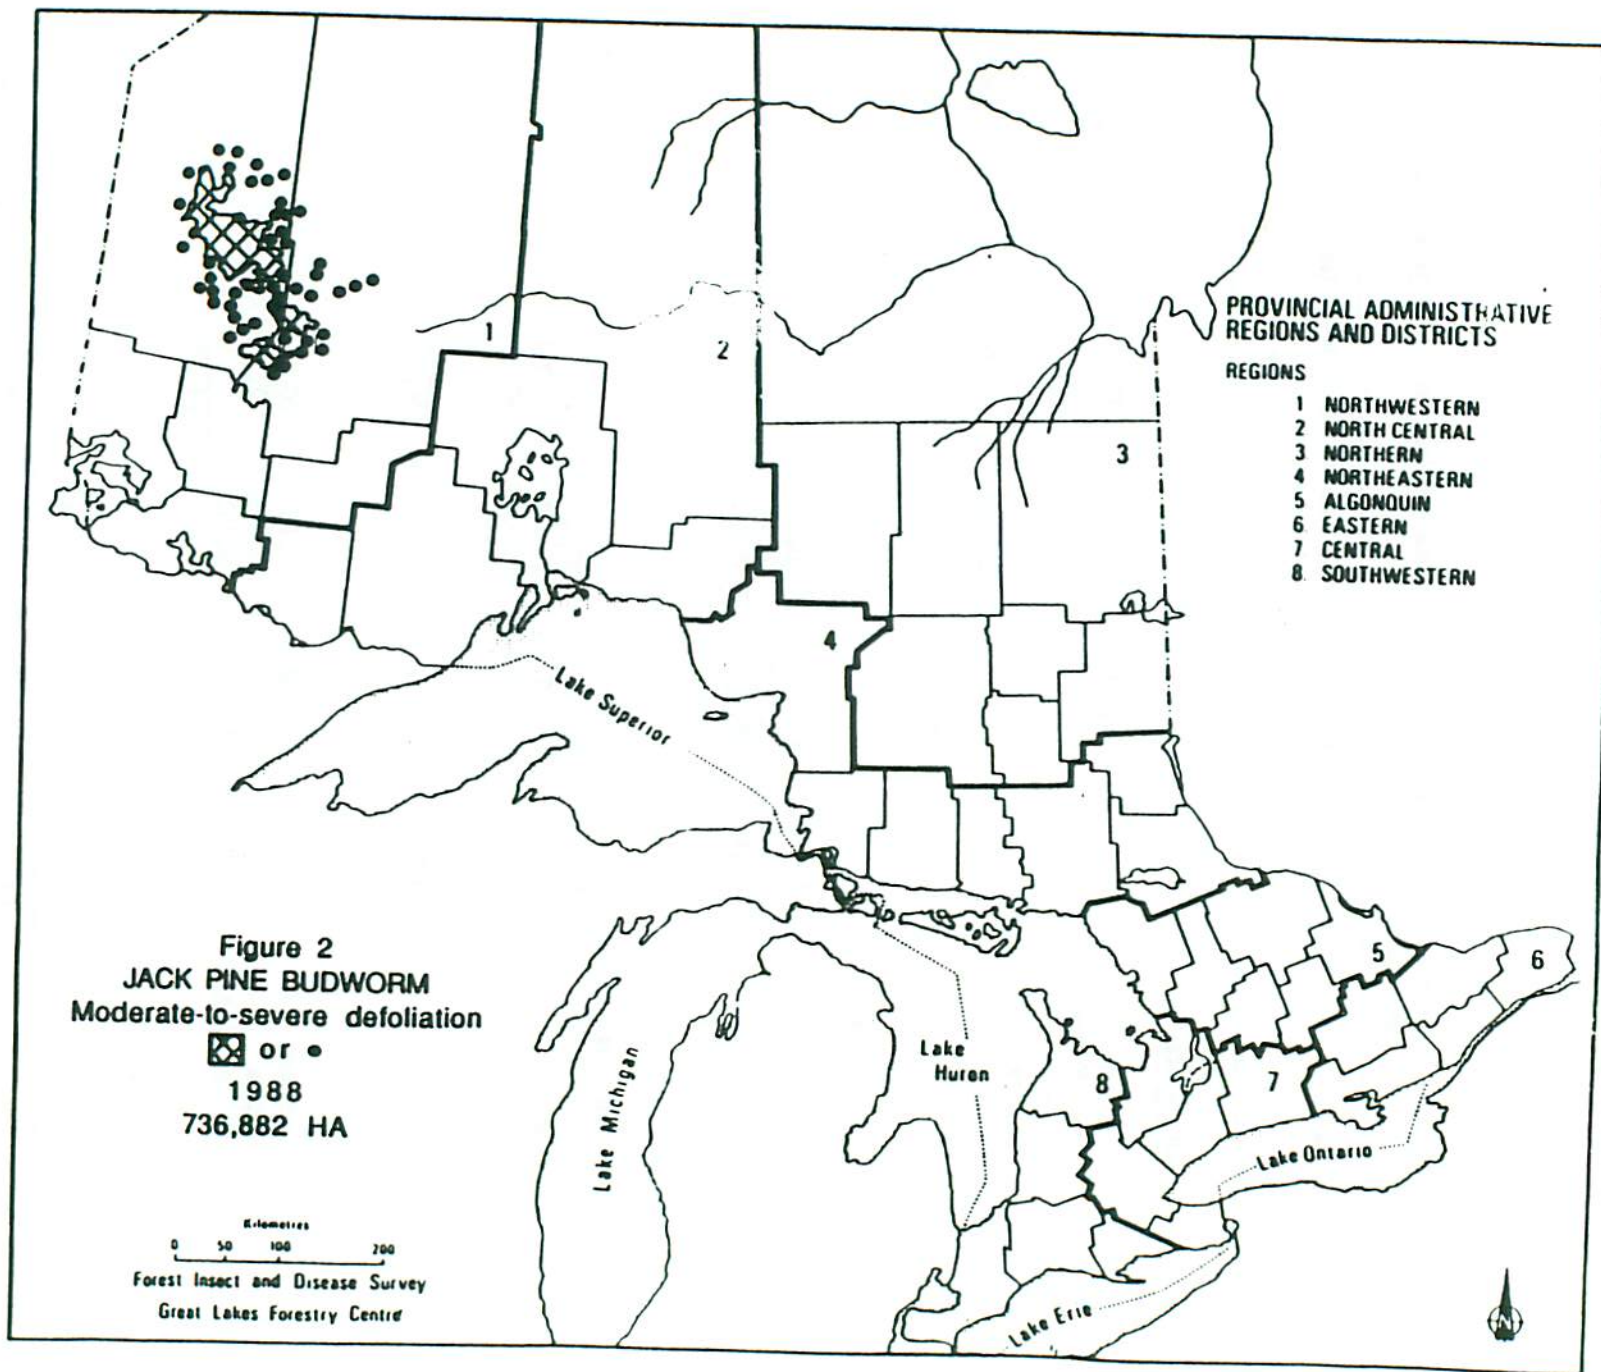 PROVINCIAL ADMINISTRATIVE
REGIONS AND DISTRICTS
REGIONS
1 NORTHWESTERN
2 NORTH CENTRAL
3 NORTHERN
4 NORTHEASTERN
5 ALGONQUIN
6 EASTERN
7 CENTRAL
8 SOUTHWESTERN
1
2
3
4
5
6
7
8
Lake Superior
Lake Michigan
Lake
Huron
Lake Ontario
Lake Erie
Figure 2
JACK PINE BUDWORM
Moderate-to-severe defoliation
or
1988
736,882 HA
Kilometres
0 50 100 200
Forest Insect and Disease Survey
Great Lakes Forestry Centre
N